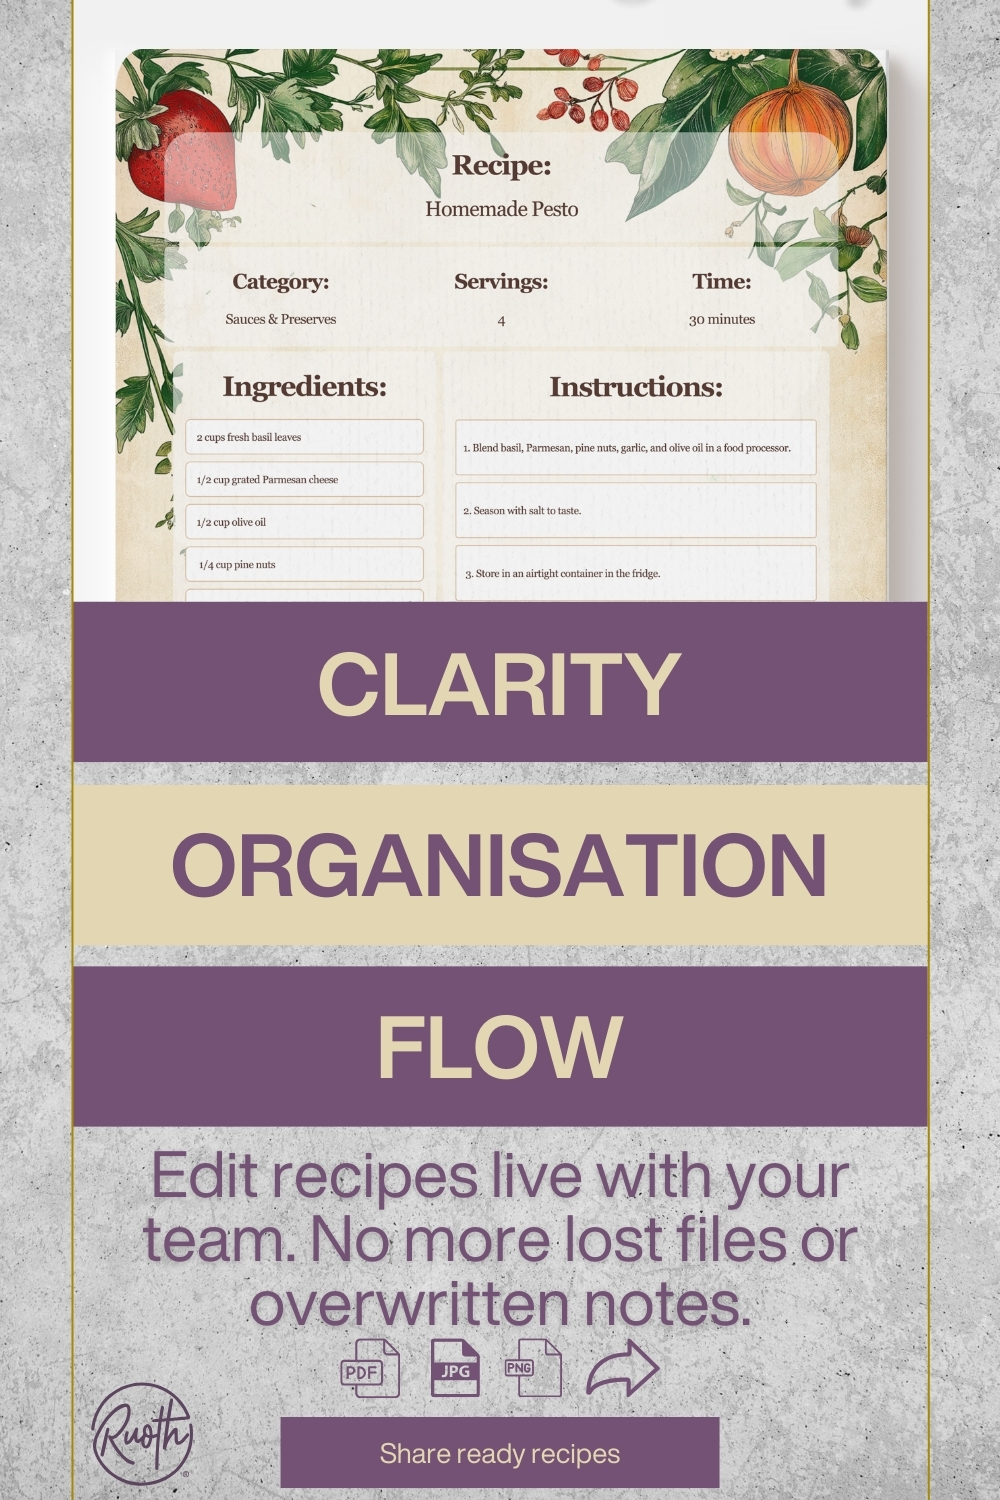 Recipe:
Homemade Pesto
Category: Servings: Time:
Sauces & Preserves 4 30 minutes
Ingredients:
2 cups fresh basil leaves
1/2 cup grated Parmesan cheese
1/2 cup olive oil
1/4 cup pine nuts
Instructions:
1. Blend basil, Parmesan, pine nuts, garlic, and olive oil in a food processor.
2. Season with salt to taste.
3. Store in an airtight container in the fridge.
CLARITY
ORGANISATION
FLOW
Edit recipes live with your
team. No more lost files or
overwritten notes.
PDF JPG PNG
Ruoth®
Share ready recipes